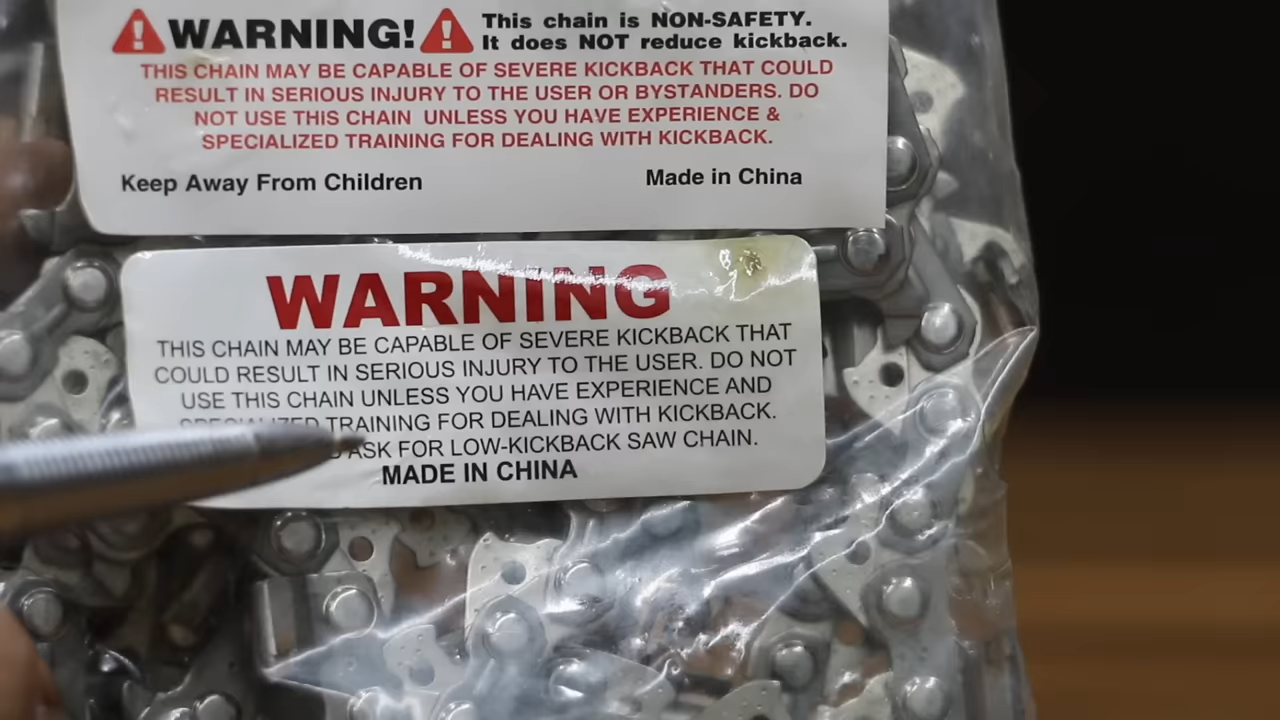 WARNING!
This chain is NON-SAFETY.
It does NOT reduce kickback.
THIS CHAIN MAY BE CAPABLE OF SEVERE KICKBACK THAT COULD
RESULT IN SERIOUS INJURY TO THE USER OR BYSTANDERS. DO
NOT USE THIS CHAIN UNLESS YOU HAVE EXPERIENCE &
SPECIALIZED TRAINING FOR DEALING WITH KICKBACK.
Keep Away From Children
Made in China
WARNING
THIS CHAIN MAY BE CAPABLE OF SEVERE KICKBACK THAT
COULD RESULT IN SERIOUS INJURY TO THE USER. DO NOT
USE THIS CHAIN UNLESS YOU HAVE EXPERIENCE AND
SPECIALIZED TRAINING FOR DEALING WITH KICKBACK.
ASK FOR LOW-KICKBACK SAW CHAIN.
MADE IN CHINA